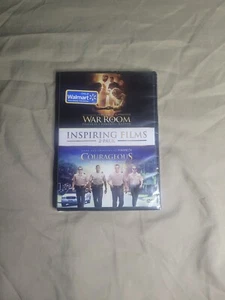 Walmart
WAR ROOM
INSPIRING FILMS
2-PACK
COURAGEOUS